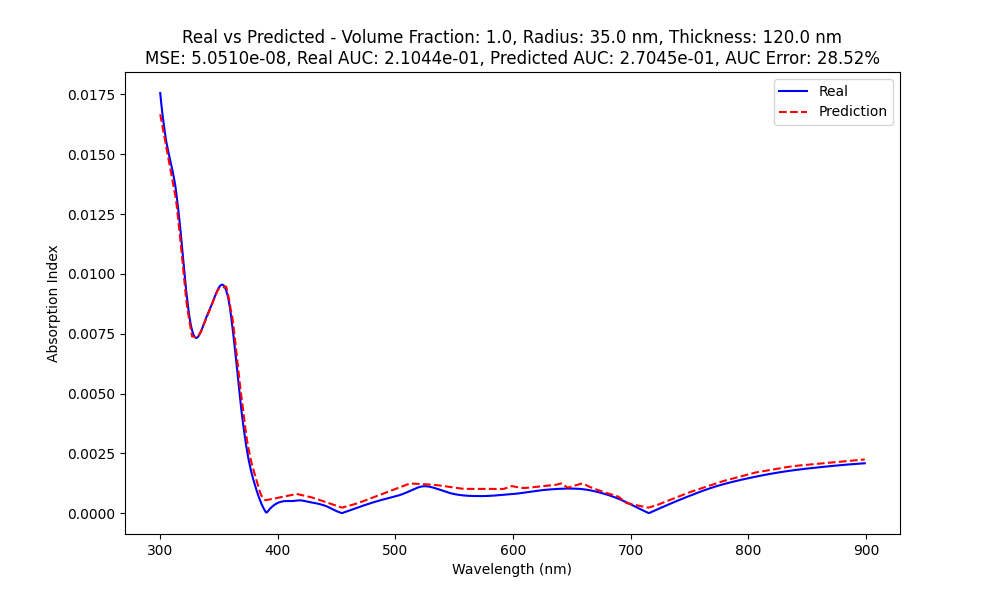 Real vs Predicted - Volume Fraction: 1.0, Radius: 35.0 nm, Thickness: 120.0 nm
MSE: 5.0510e-08, Real AUC: 2.1044e-01, Predicted AUC: 2.7045e-01, AUC Error: 28.52%
Real
Prediction
Absorption Index
0.0175
0.0150
0.0125
0.0100
0.0075
0.0050
0.0025
0.0000
300 400 500 600 700 800 900
Wavelength (nm)